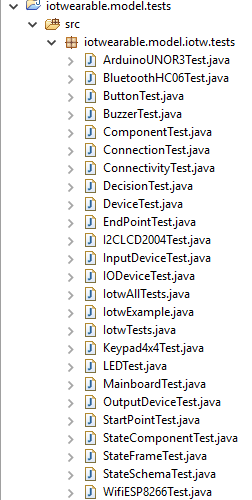 iotwearable.model.tests
src
iotwearable.model.iotw.tests
ArduinoUNOR3Test.java
BluetoothHC06Test.java
ButtonTest.java
BuzzerTest.java
ComponentTest.java
ConnectionTest.java
ConnectivityTest.java
DecisionTest.java
DeviceTest.java
EndPointTest.java
I2CLCD2004Test.java
InputDeviceTest.java
IODeviceTest.java
IotwAllTests.java
IotwExample.java
IotwTests.java
Keypad4x4Test.java
LEDTest.java
MainboardTest.java
OutputDeviceTest.java
StartPointTest.java
StateComponentTest.java
StateFrameTest.java
StateSchemaTest.java
WifiESP8266Test.java